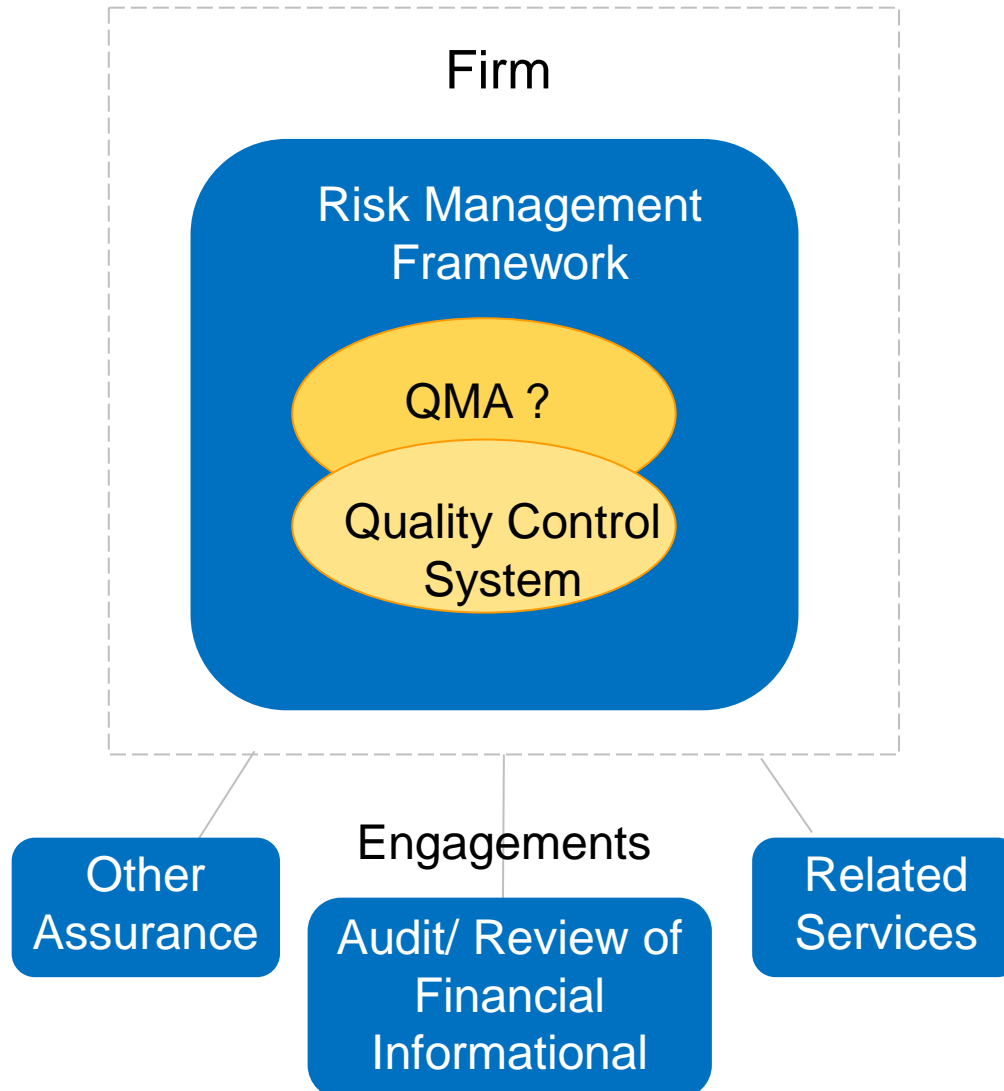 Firm
Risk Management
Framework
QMA ?
Quality Control
System
Engagements
Other
Assurance
Audit/ Review of
Financial
Informational
Related
Services